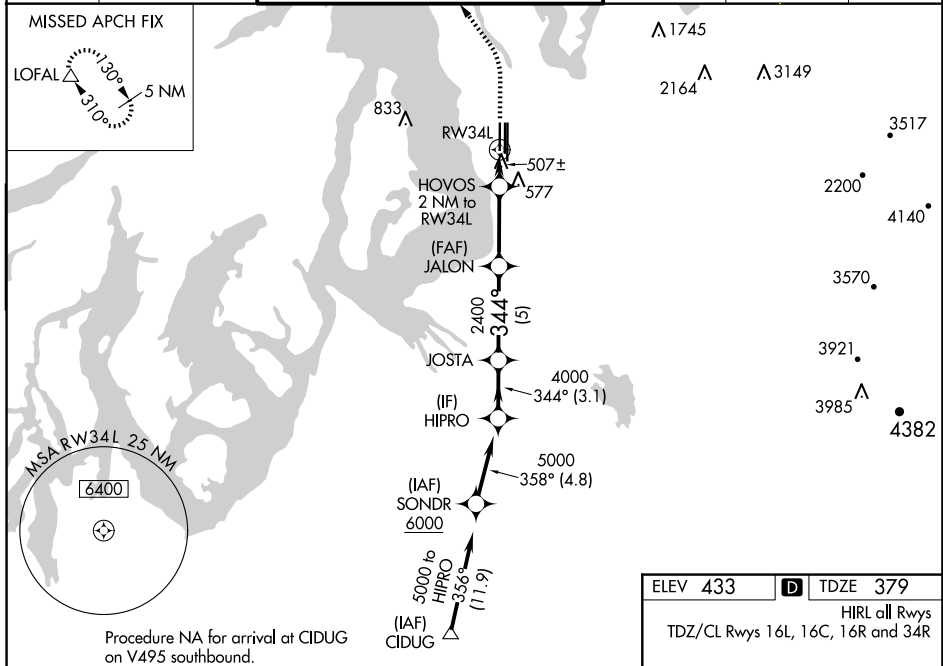 MISSED APCH FIX
LOFAL
130°
310°
5 NM
1745
2164
3149
833
RW34L
507±
577
HOVOS
2 NM to
RW34L
(FAF)
JALON
3517
2200
4140
3570
2400
344°
(5)
JOSTA
4000
344° (3.1)
3921
3985
4382
(IF)
HIPRO
MSA RW34L 25 NM
6400
5000
358° (4.8)
(IAF)
SONDR
6000
5000 to
HIPRO
356°
(11.9)
(IAF)
CIDUG
Procedure NA for arrival at CIDUG
on V495 southbound.
ELEV 433 D TDZE 379
HIRL all Rwys
TDZ/CL Rwys 16L, 16C, 16R and 34R